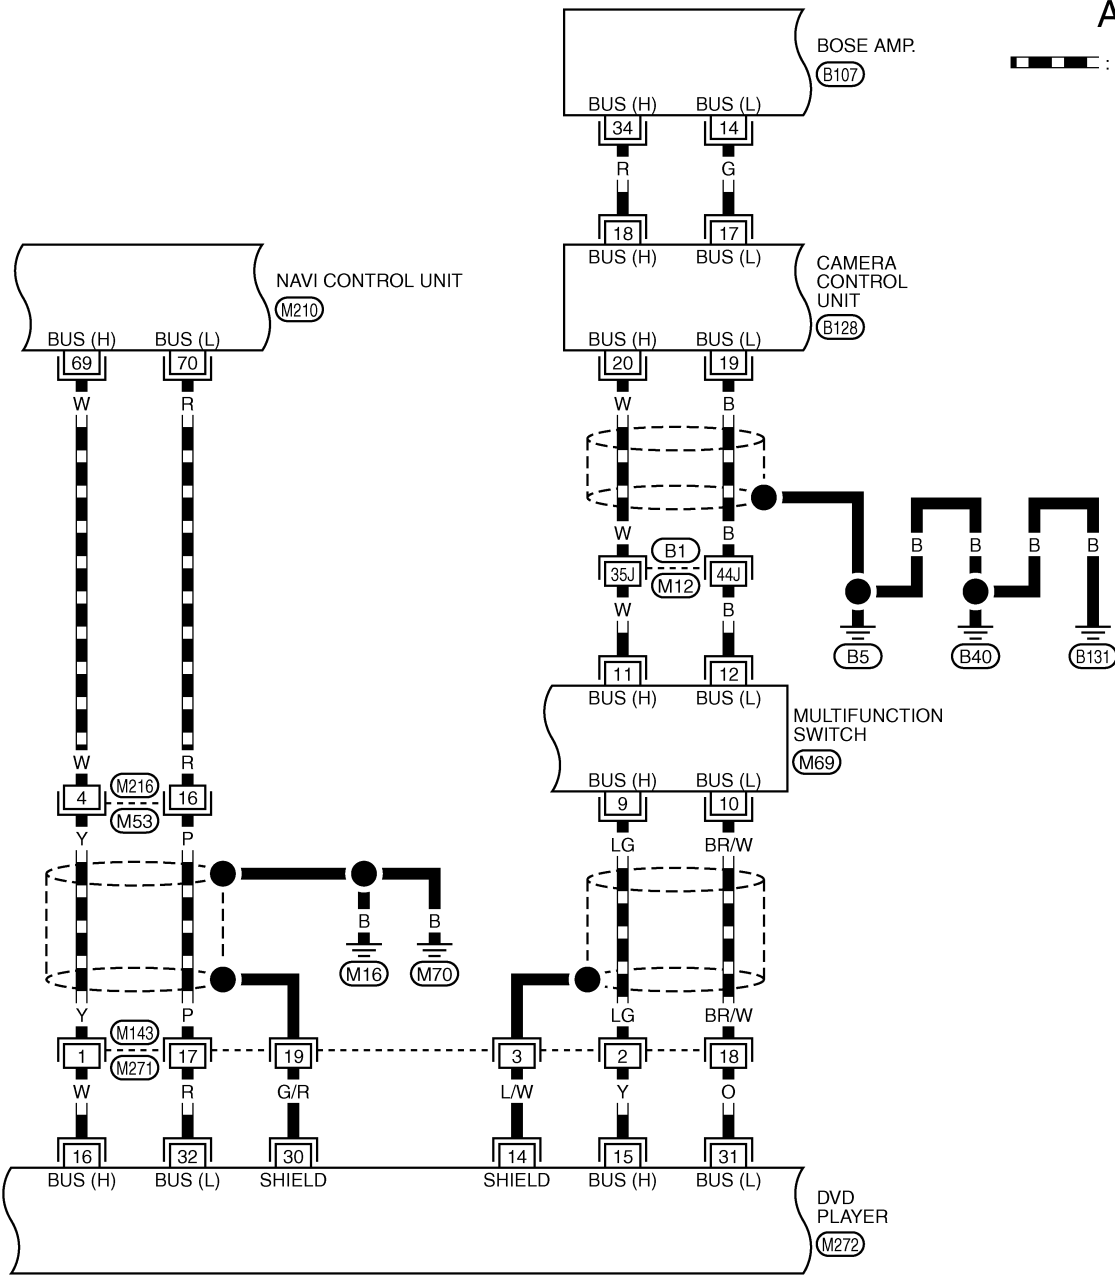 A
:
BOSE AMP.
B107
BUS (H) BUS (L)
34 14
R G
18 17
BUS (H) BUS (L)
CAMERA
CONTROL
UNIT
B128
BUS (H) BUS (L)
20 19
W B
W B
B1
35J 44J
M12
W B
11 12
BUS (H) BUS (L)
MULTIFUNCTION
SWITCH
M69
BUS (H) BUS (L)
9 10
LG BR/W
LG BR/W
B B B B
B5 B40 B131
NAVI CONTROL UNIT
M210
BUS (H) BUS (L)
69 70
W R
W R
M216
4 16
M53
Y P
B B
M16 M70
Y P
M143
1 17 19 3 2 18
M271
W R G/R L/W Y O
16 32 30 14 15 31
BUS (H) BUS (L) SHIELD SHIELD BUS (H) BUS (L)
DVD
PLAYER
M272